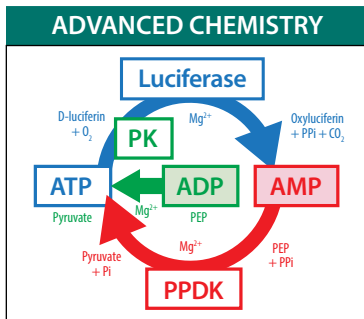 ADVANCED CHEMISTRY
Luciferase
D-luciferin
+ O₂
Mg²⁺
Oxyluciferin
+ PPi + CO₂
PK
ATP
ADP
AMP
Pyruvate
Mg²⁺
PEP
Pyruvate
+ Pi
Mg²⁺
PEP
+ PPi
PPDK